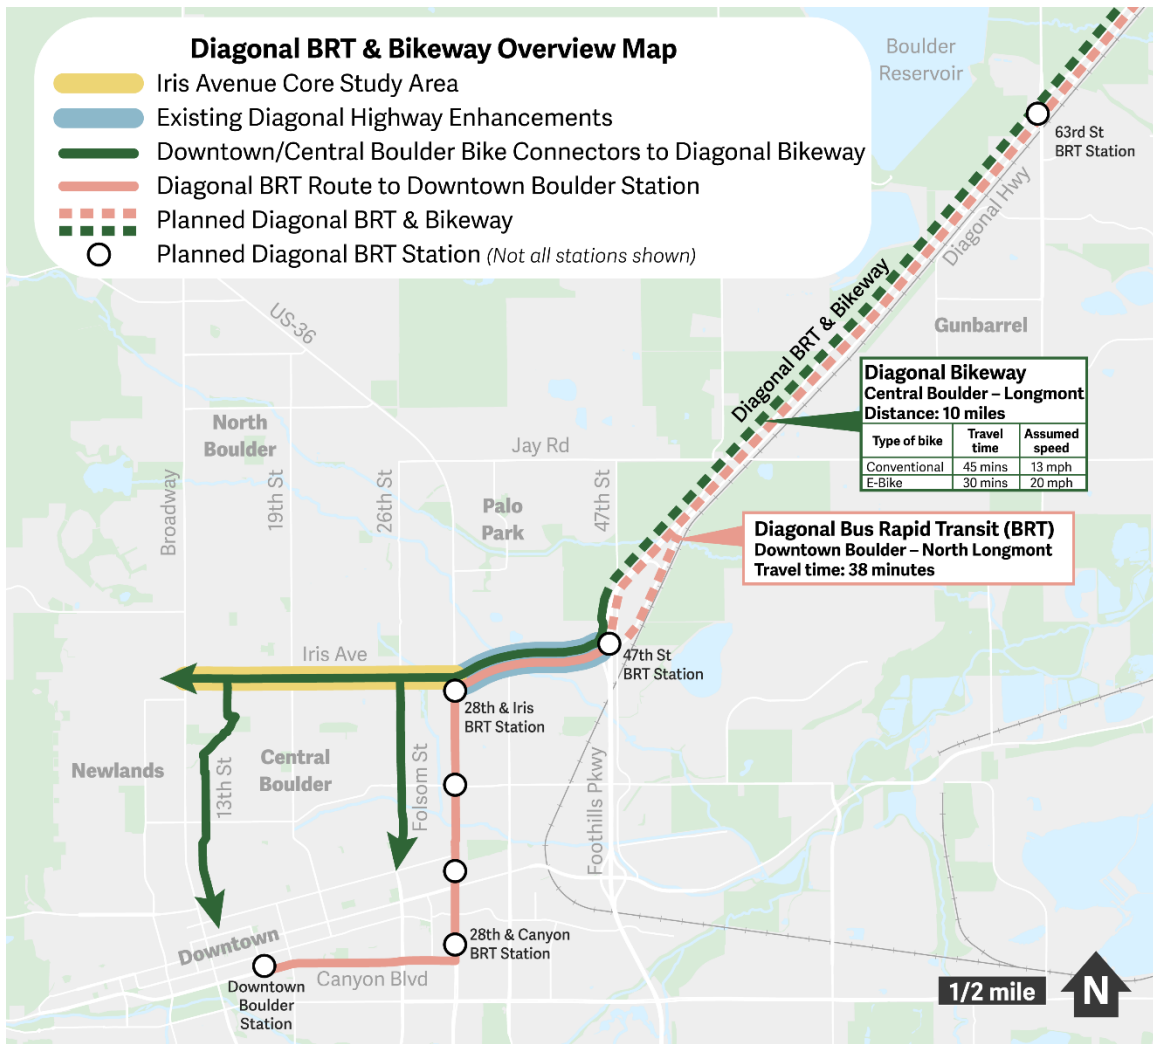 Diagonal BRT & Bikeway Overview Map
Iris Avenue Core Study Area
Existing Diagonal Highway Enhancements
Downtown/Central Boulder Bike Connectors to Diagonal Bikeway
Diagonal BRT Route to Downtown Boulder Station
Planned Diagonal BRT & Bikeway
Planned Diagonal BRT Station (Not all stations shown)
Boulder
Reservoir
63rd St
BRT Station
Diagonal Hwy
US-36
Gunbarrel
Diagonal BRT & Bikeway
Diagonal Bikeway
Central Boulder – Longmont
Distance: 10 miles
Type of bike Travel time Assumed speed
Conventional 45 mins 13 mph
E-Bike 30 mins 20 mph
North
Boulder
Jay Rd
Broadway
19th St
26th St
47th St
Palo
Park
Diagonal Bus Rapid Transit (BRT)
Downtown Boulder – North Longmont
Travel time: 38 minutes
Iris Ave
47th St
BRT Station
28th & Iris
BRT Station
Newlands
13th St
Central
Boulder
Folsom St
Foothills Pkwy
Downtown
28th & Canyon
BRT Station
Canyon Blvd
Downtown
Boulder
Station
1/2 mile
N